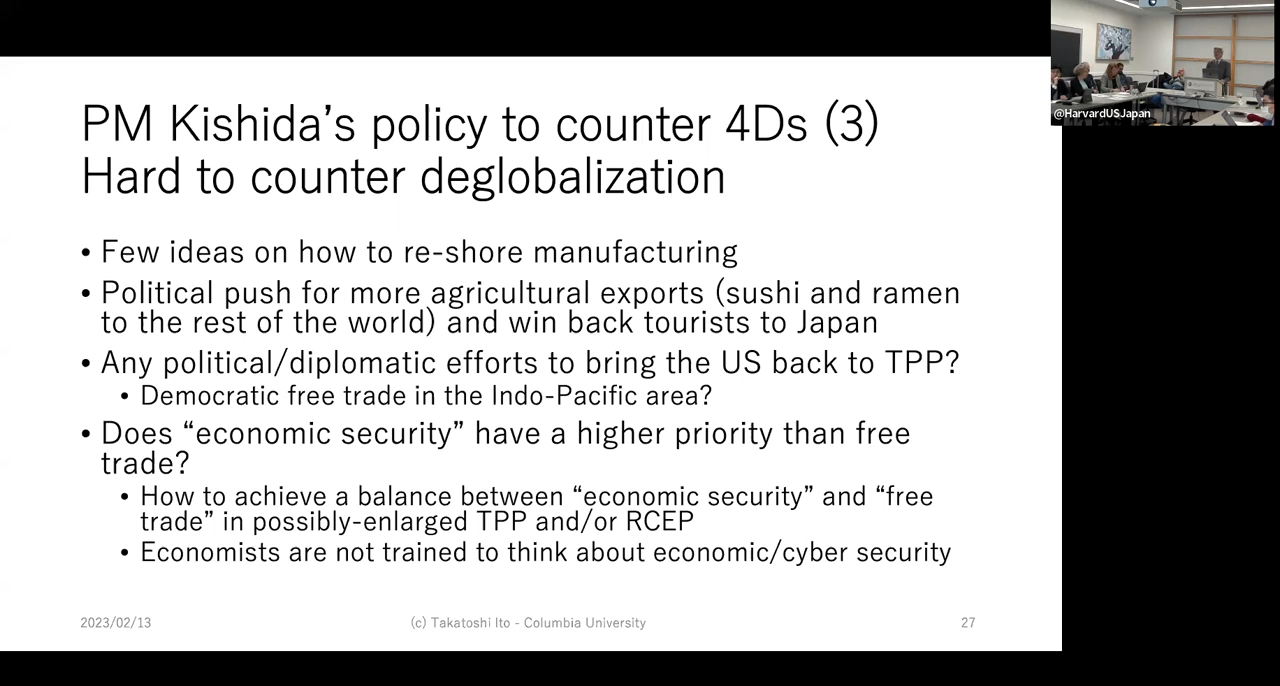 PM Kishida’s policy to counter 4Ds (3)
Hard to counter deglobalization
• Few ideas on how to re-shore manufacturing
• Political push for more agricultural exports (sushi and ramen
to the rest of the world) and win back tourists to Japan
• Any political/diplomatic efforts to bring the US back to TPP?
• Democratic free trade in the Indo-Pacific area?
• Does “economic security” have a higher priority than free
trade?
• How to achieve a balance between “economic security” and “free
trade” in possibly-enlarged TPP and/or RCEP
• Economists are not trained to think about economic/cyber security
2023/02/13
(c) Takatoshi Ito - Columbia University
27
@HarvardUSJapan